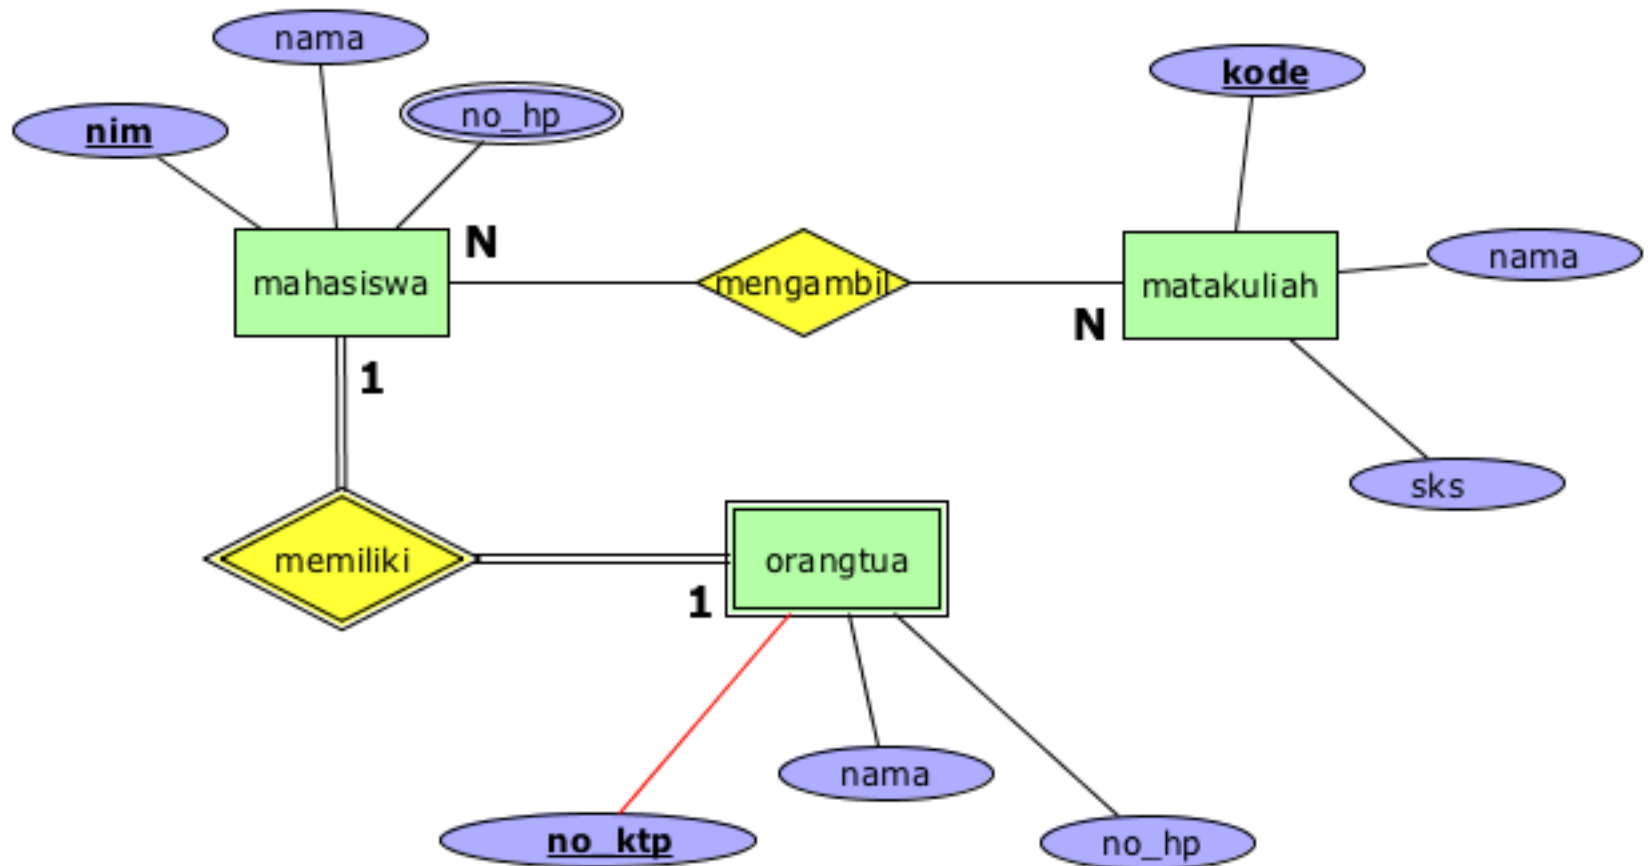 nama
kode
no_hp
nim
N
mahasiswa
mengambil
matakuliah
nama
N
1
sks
memiliki
orangtua
1
nama
no_ktp
no_hp